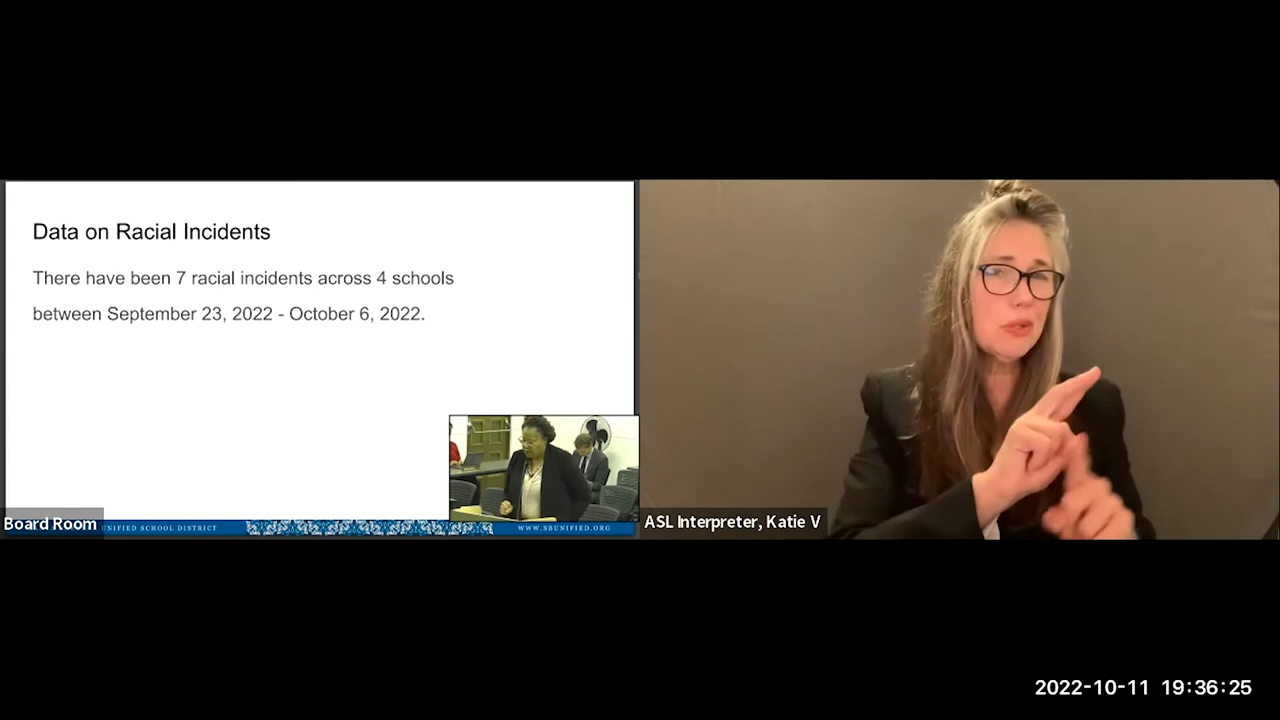 Data on Racial Incidents
There have been 7 racial incidents across 4 schools
between September 23, 2022 - October 6, 2022.
Board Room
UNIFIED SCHOOL DISTRICT
WWW.SBUNIFIED.ORG
ASL Interpreter, Katie V
2022-10-11 19:36:25